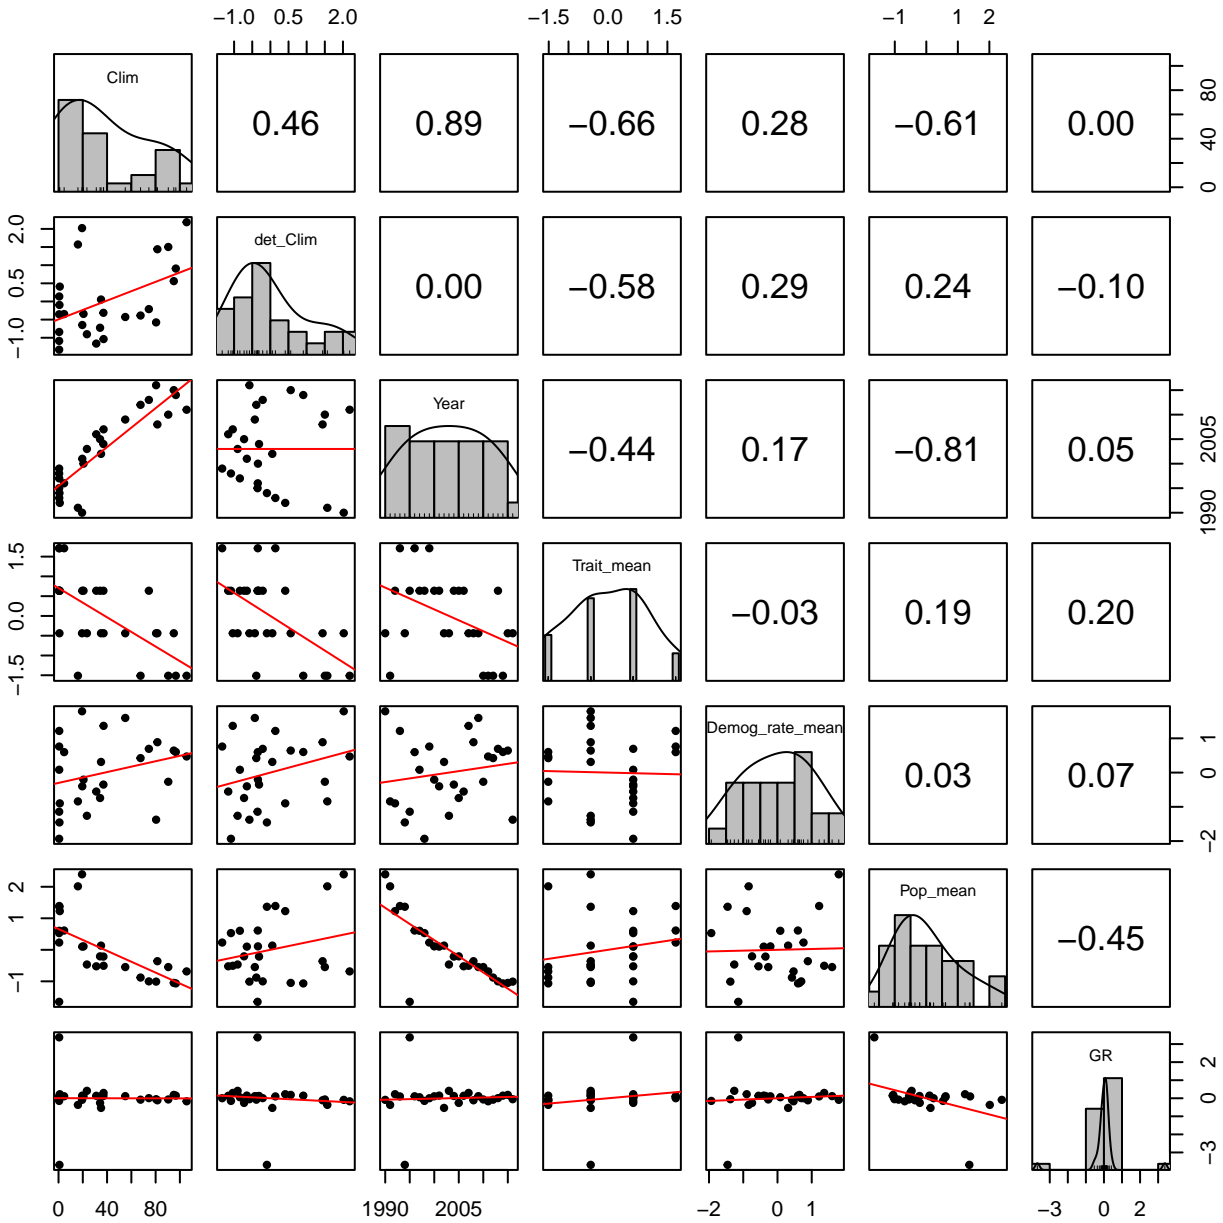 −1.0 0.5 2.0 −1.5 0.0 1.5 −1 1 2
Clim
0.46 0.89 −0.66 0.28 −0.61 0.00
0 40 80
det_Clim
0.00 −0.58 0.29 0.24 −0.10
−1.0 0.5 2.0
Year
−0.44 0.17 −0.81 0.05
1990 2005
Trait_mean
−0.03 0.19 0.20
−1.5 0.0 1.5
Demog_rate_mean
0.03 0.07
−2 0 1
Pop_mean
−0.45
−1 1 2
GR
−3 0 2
0 40 80 1990 2005 −2 0 1 −3 0 2